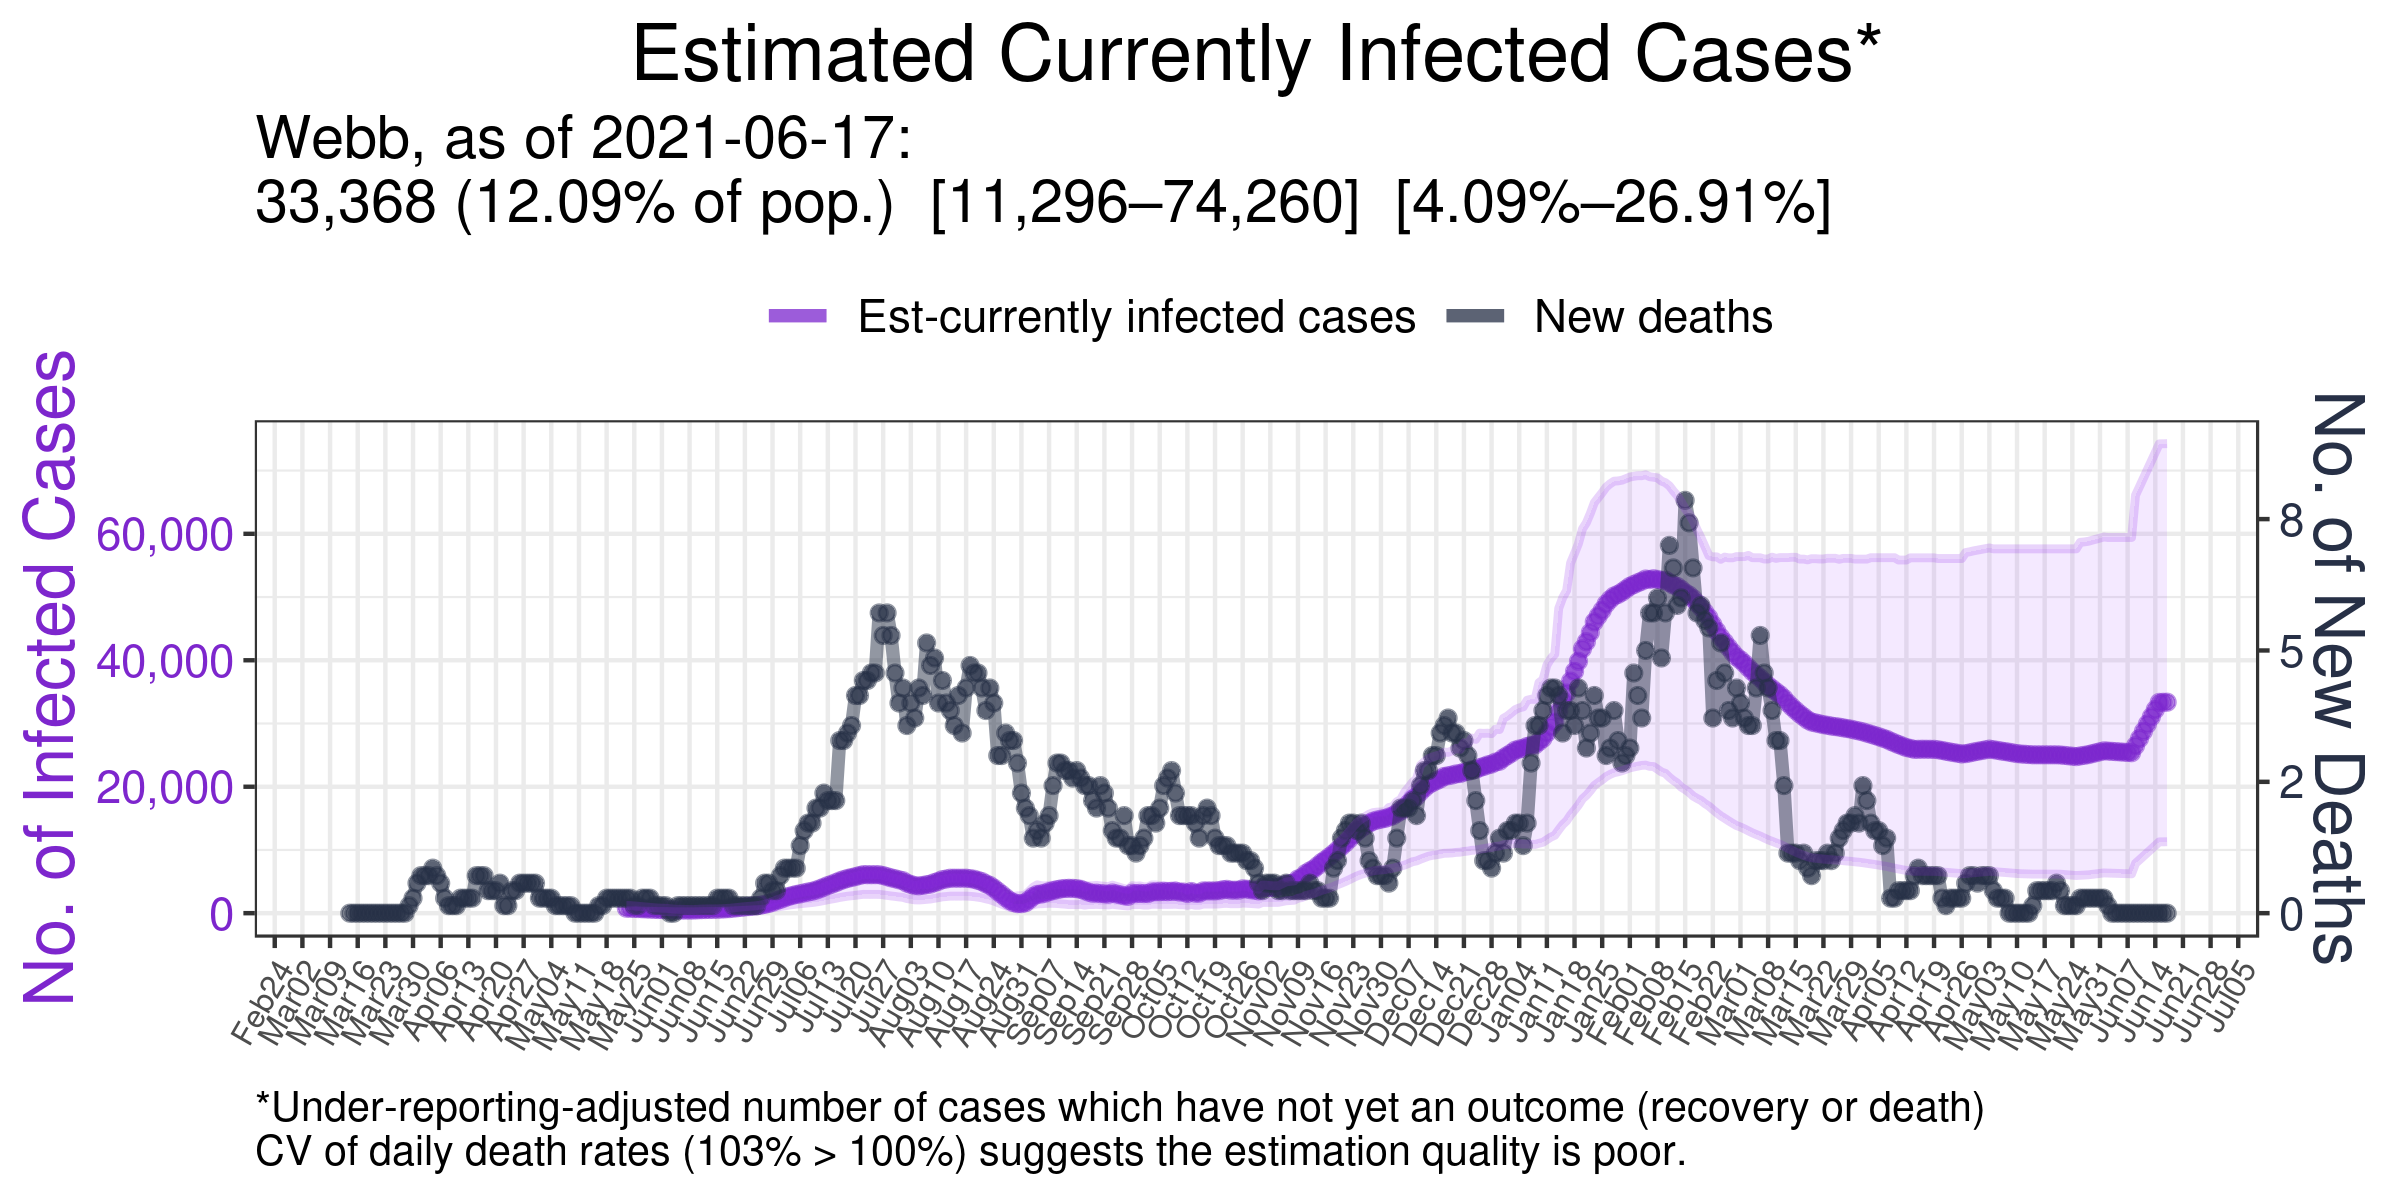 Estimated Currently Infected Cases*
Webb, as of 2021-06-17:
33,368 (12.09% of pop.) [11,296–74,260] [4.09%–26.91%]
Est-currently infected cases
New deaths
No. of Infected Cases
60,000
40,000
20,000
0
8
5
2
0
No. of New Deaths
Feb24
Mar02
Mar09
Mar16
Mar23
Mar30
Apr06
Apr13
Apr20
Apr27
May04
May11
May18
May25
Jun01
Jun08
Jun15
Jun22
Jun29
Jul06
Jul13
Jul20
Jul27
Aug03
Aug10
Aug17
Aug24
Aug31
Sep07
Sep14
Sep21
Sep28
Oct05
Oct12
Oct19
Oct26
Nov02
Nov09
Nov16
Nov23
Nov30
Dec07
Dec14
Dec21
Dec28
Jan04
Jan11
Jan18
Jan25
Feb01
Feb08
Feb15
Feb22
Mar01
Mar08
Mar15
Mar22
Mar29
Apr05
Apr12
Apr19
Apr26
May03
May10
May17
May24
May31
Jun07
Jun14
Jun21
Jun28
Jul05
*Under-reporting-adjusted number of cases which have not yet an outcome (recovery or death)
CV of daily death rates (103% > 100%) suggests the estimation quality is poor.